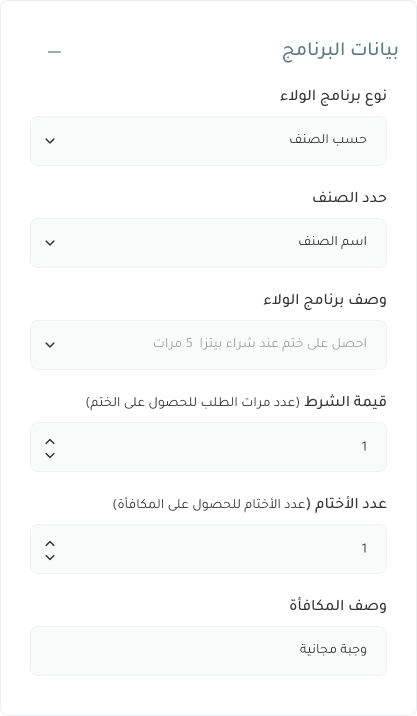 بيانات البرنامج
نوع برنامج الولاء
حسب الصنف
حدد الصنف
اسم الصنف
وصف برنامج الولاء
احصل على ختم عند شراء بيتزا 5 مرات
قيمة الشرط (عدد مرات الطلب للحصول على الختم)
1
عدد الأختام (عدد الأختام للحصول على المكافأة)
1
وصف المكافأة
وجبة مجانية